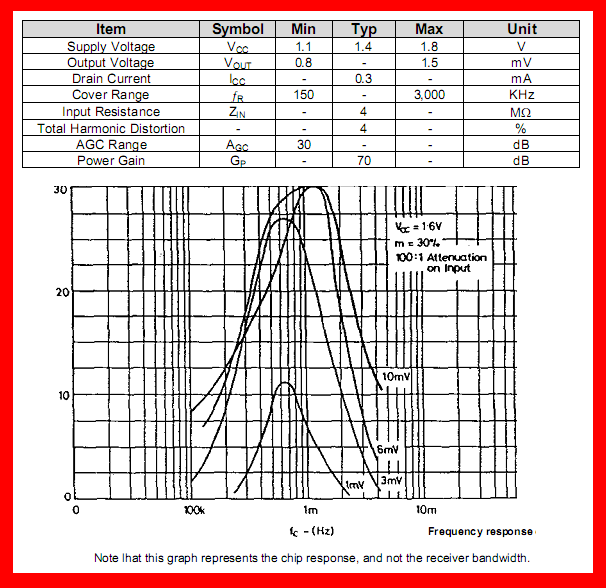 Item Symbol Min Typ Max Unit
Supply Voltage VCC 1.1 1.4 1.8 V
Output Voltage VOUT 0.8 - 1.5 mV
Drain Current ICC - 0.3 - mA
Cover Range fR 150 - 3,000 KHz
Input Resistance ZIN - 4 - MΩ
Total Harmonic Distortion - - 4 - %
AGC Range AGC 30 - - dB
Power Gain GP - 70 - dB
30
VCC = 1·6V
m = 30%
100:1 Attenuation
on Input
20
10mV
10
6mV
3mV
1mV
0
0 100k 1m 10m
fC - (Hz) Frequency response
Note that this graph represents the chip response, and not the receiver bandwidth.